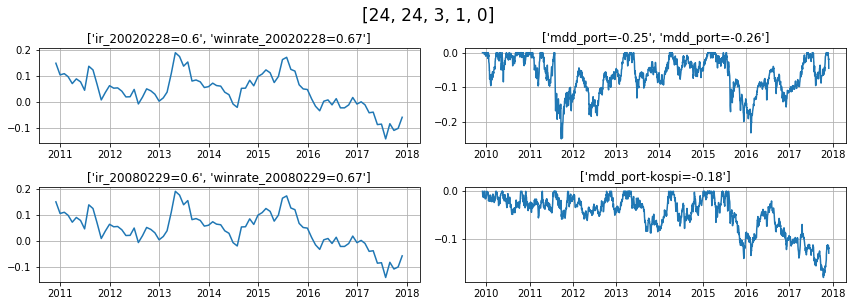 [24, 24, 3, 1, 0]
['ir_20020228=0.6', 'winrate_20020228=0.67']
0.2
0.1
0.0
−0.1
2011 2012 2013 2014 2015 2016 2017 2018
['mdd_port=-0.25', 'mdd_port=-0.26']
0.0
−0.1
−0.2
2010 2011 2012 2013 2014 2015 2016 2017 2018
['ir_20080229=0.6', 'winrate_20080229=0.67']
0.2
0.1
0.0
−0.1
2011 2012 2013 2014 2015 2016 2017 2018
['mdd_port-kospi=-0.18']
0.0
−0.1
2010 2011 2012 2013 2014 2015 2016 2017 2018